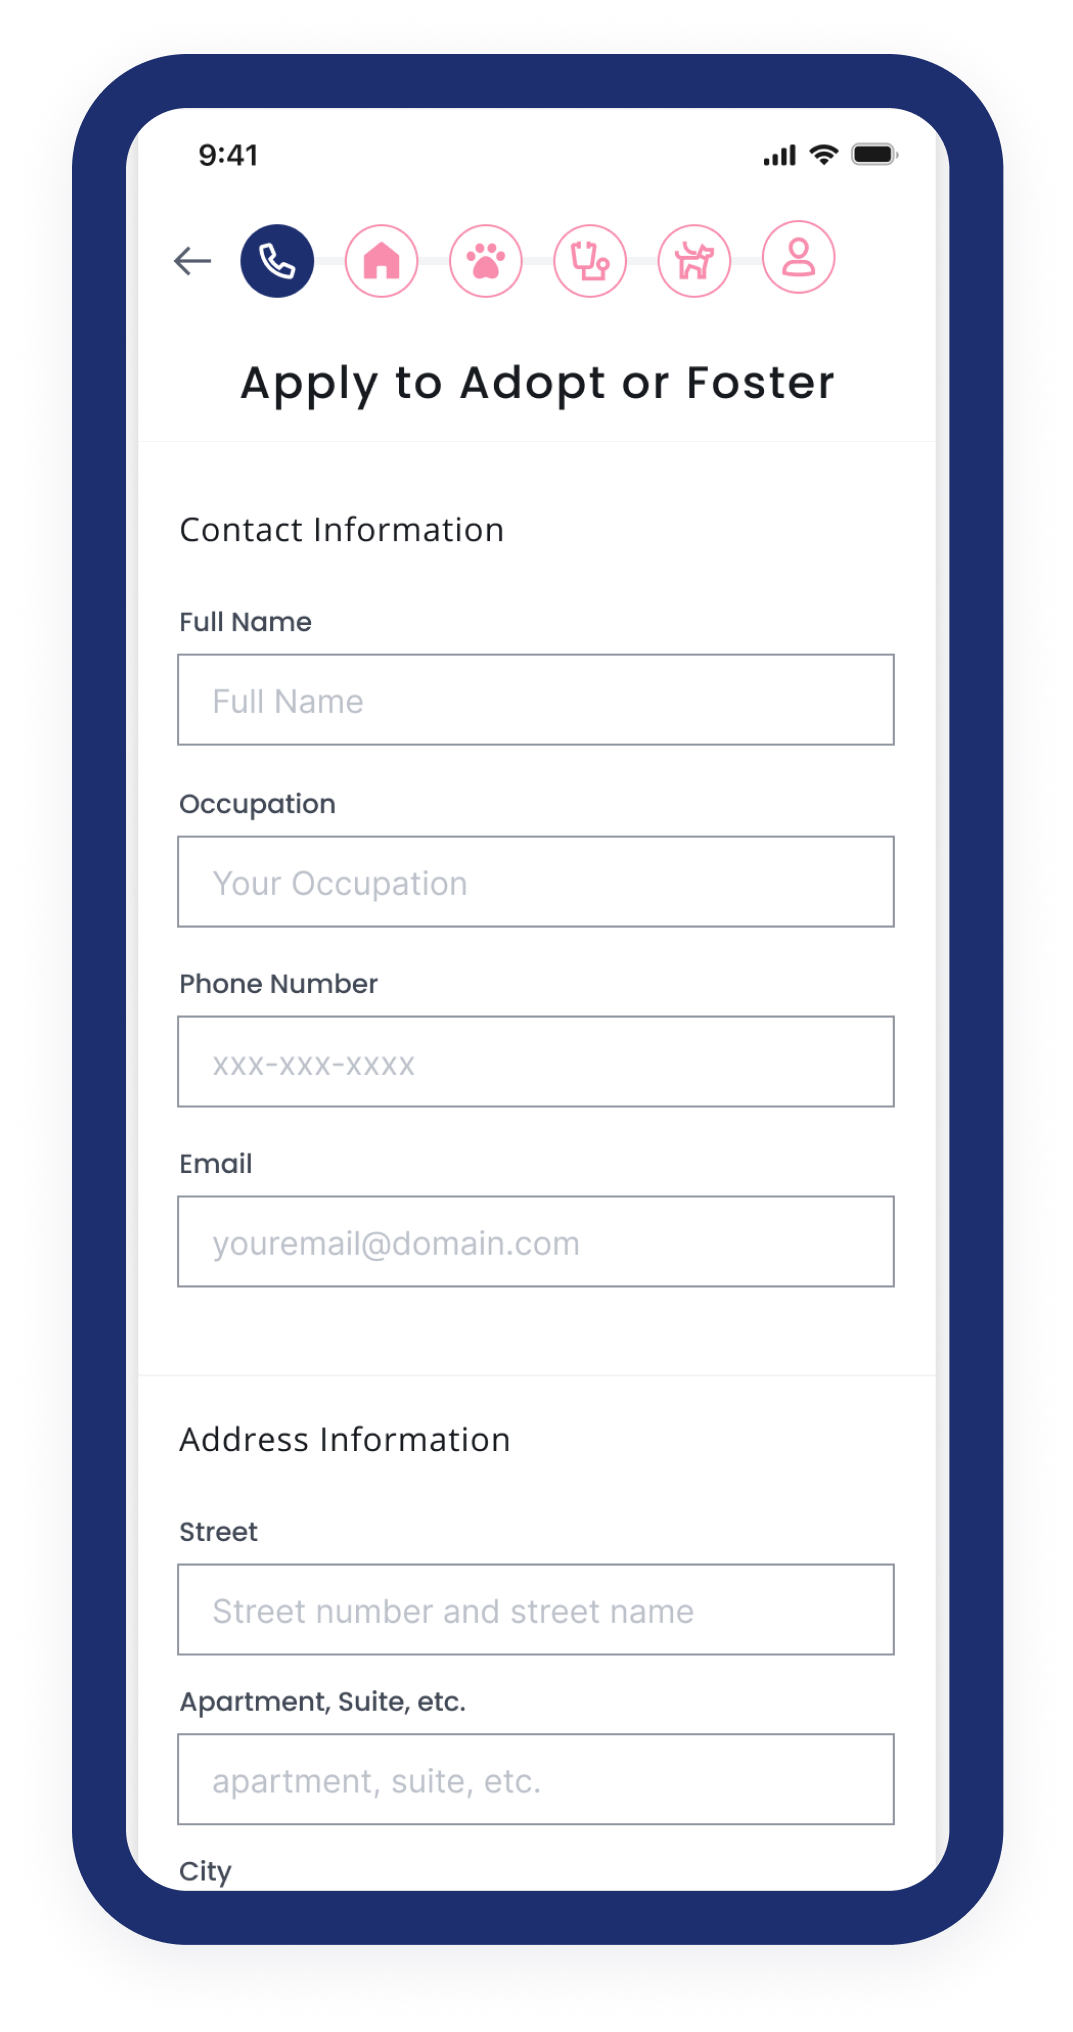 9:41
Apply to Adopt or Foster
Contact Information
Full Name
Full Name
Occupation
Your Occupation
Phone Number
xxx-xxx-xxxx
Email
youremail@domain.com
Address Information
Street
Street number and street name
Apartment, Suite, etc.
apartment, suite, etc.
City